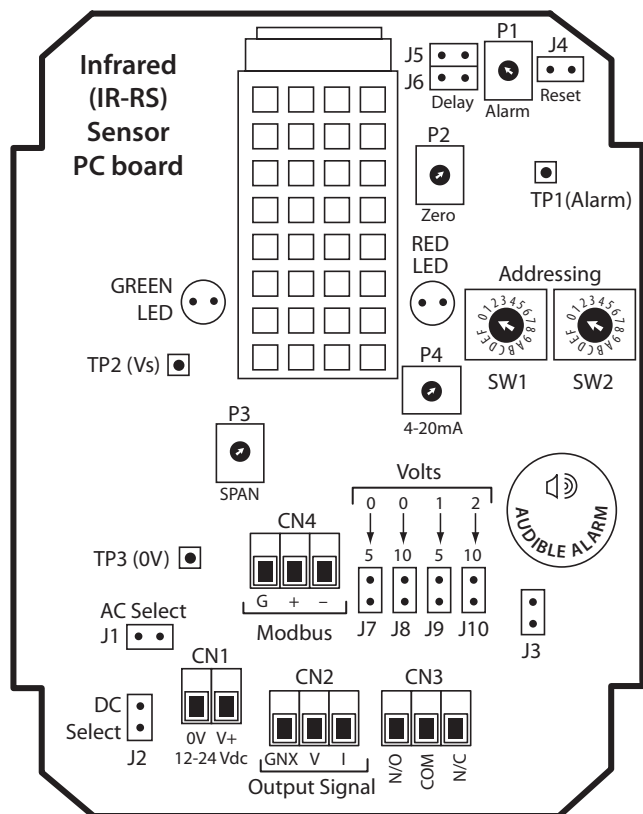 Infrared
(IR-RS)
Sensor
PC board
J5
J6
Delay
P1
Alarm
J4
Reset
P2
Zero
TP1(Alarm)
GREEN
LED
RED
LED
Addressing
0123456789ABCDEF
0123456789ABCDEF
SW1
SW2
TP2 (Vs)
P4
4-20mA
P3
SPAN
Volts
0 0 1 2
5 10 5 10
J7 J8 J9 J10
AUDIBLE ALARM
J3
CN4
G + –
Modbus
TP3 (0V)
AC Select
J1
DC
Select
J2
CN1
0V V+
12-24 Vdc
CN2
GNX V I
Output Signal
CN3
N/O COM N/C